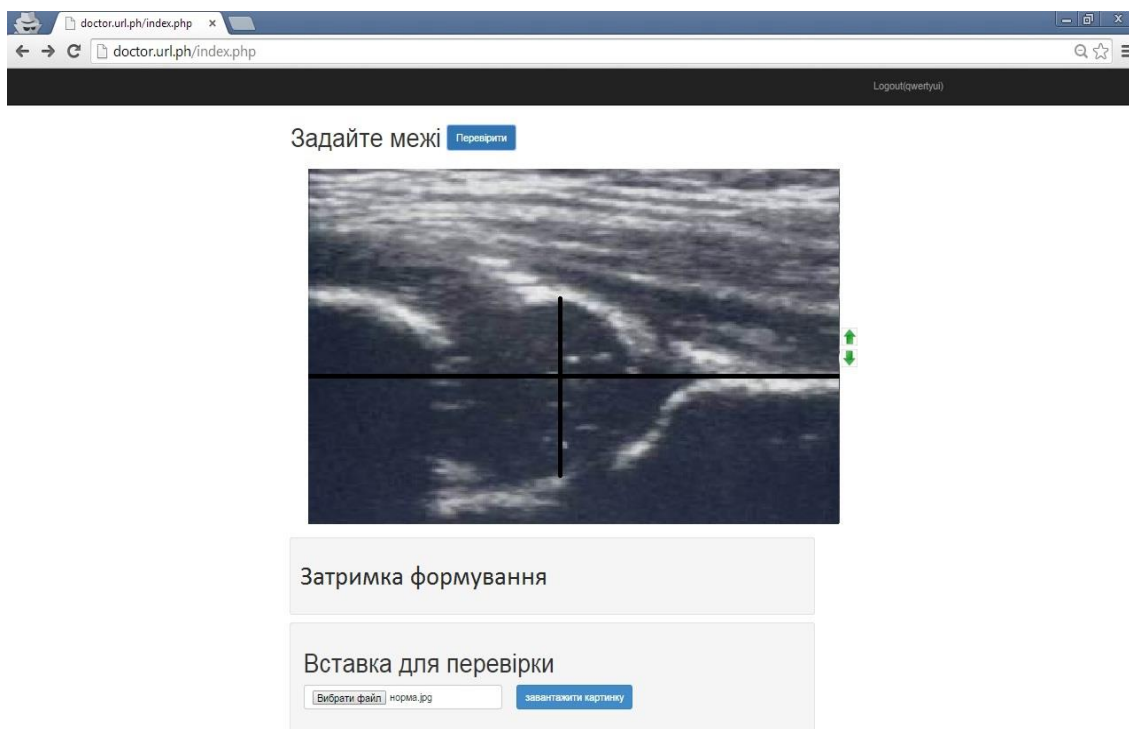 doctor.url.ph/index.php
doctor.url.ph/index.php
Logout(qwertyui)
Задайте межі Перевірити
Затримка формування
Вставка для перевірки
Вибрати файл норма.jpg завантажити картинку